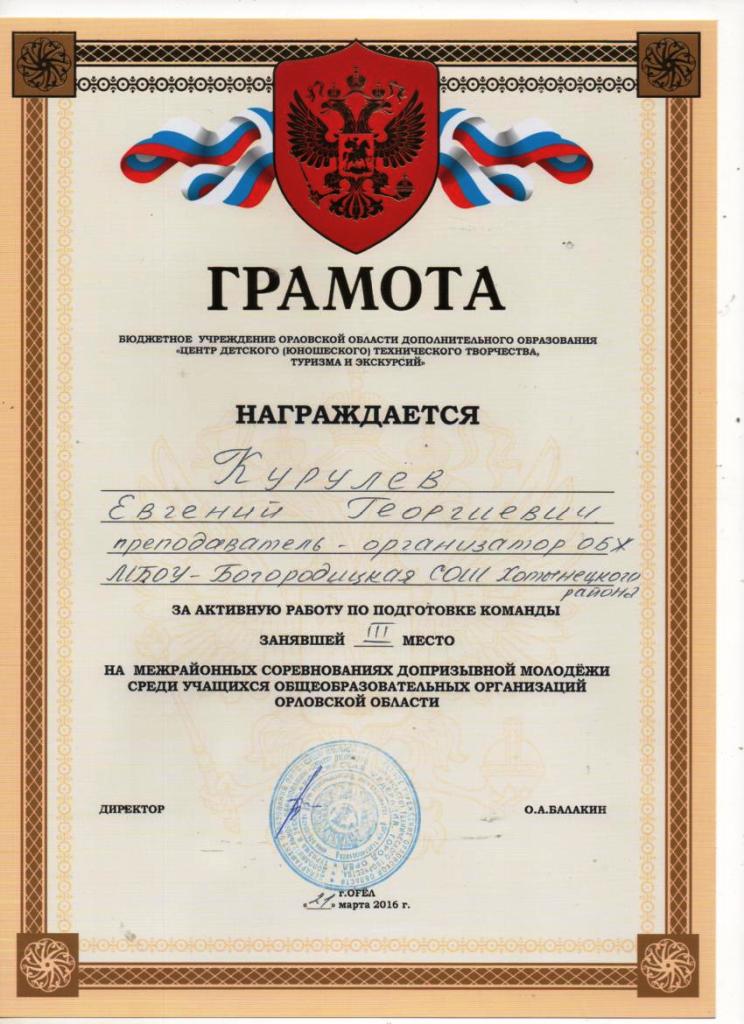 ГРАМОТА
БЮДЖЕТНОЕ УЧРЕЖДЕНИЕ ОРЛОВСКОЙ ОБЛАСТИ ДОПОЛНИТЕЛЬНОГО ОБРАЗОВАНИЯ
«ЦЕНТР ДЕТСКОГО (ЮНОШЕСКОГО) ТЕХНИЧЕСКОГО ТВОРЧЕСТВА,
ТУРИЗМА И ЭКСКУРСИЙ»
НАГРАЖДАЕТСЯ
Курулёв
Евгений Георгиевич
преподаватель - организатор ОБЖ
МБОУ - Богородицкая СОШ Хотынецкого
района
ЗА АКТИВНУЮ РАБОТУ ПО ПОДГОТОВКЕ КОМАНДЫ
ЗАНЯВШЕЙ III МЕСТО
НА МЕЖРАЙОННЫХ СОРЕВНОВАНИЯХ ДОПРИЗЫВНОЙ МОЛОДЁЖИ
СРЕДИ УЧАЩИХСЯ ОБЩЕОБРАЗОВАТЕЛЬНЫХ ОРГАНИЗАЦИЙ
ОРЛОВСКОЙ ОБЛАСТИ
ДИРЕКТОР О.А.БАЛАКИН
г.ОРЁЛ
«21» марта 2016 г.